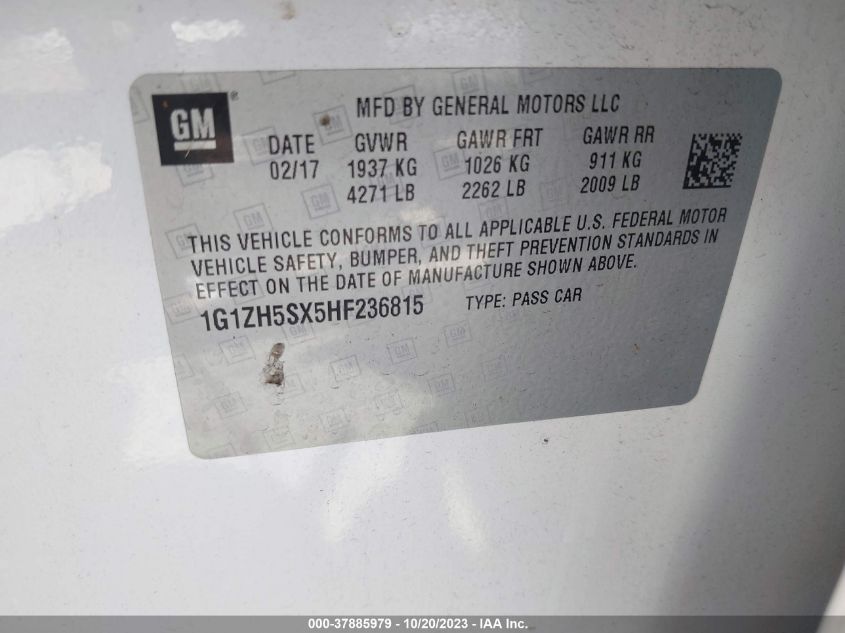 GM®
MFD BY GENERAL MOTORS LLC
DATE GVWR GAWR FRT GAWR RR
02/17 1937 KG 1026 KG 911 KG
4271 LB 2262 LB 2009 LB
THIS VEHICLE CONFORMS TO ALL APPLICABLE U.S. FEDERAL MOTOR
VEHICLE SAFETY, BUMPER, AND THEFT PREVENTION STANDARDS IN
EFFECT ON THE DATE OF MANUFACTURE SHOWN ABOVE.
1G1ZH5SX5HF236815 TYPE: PASS CAR
000-37885979 - 10/20/2023 - IAA Inc.